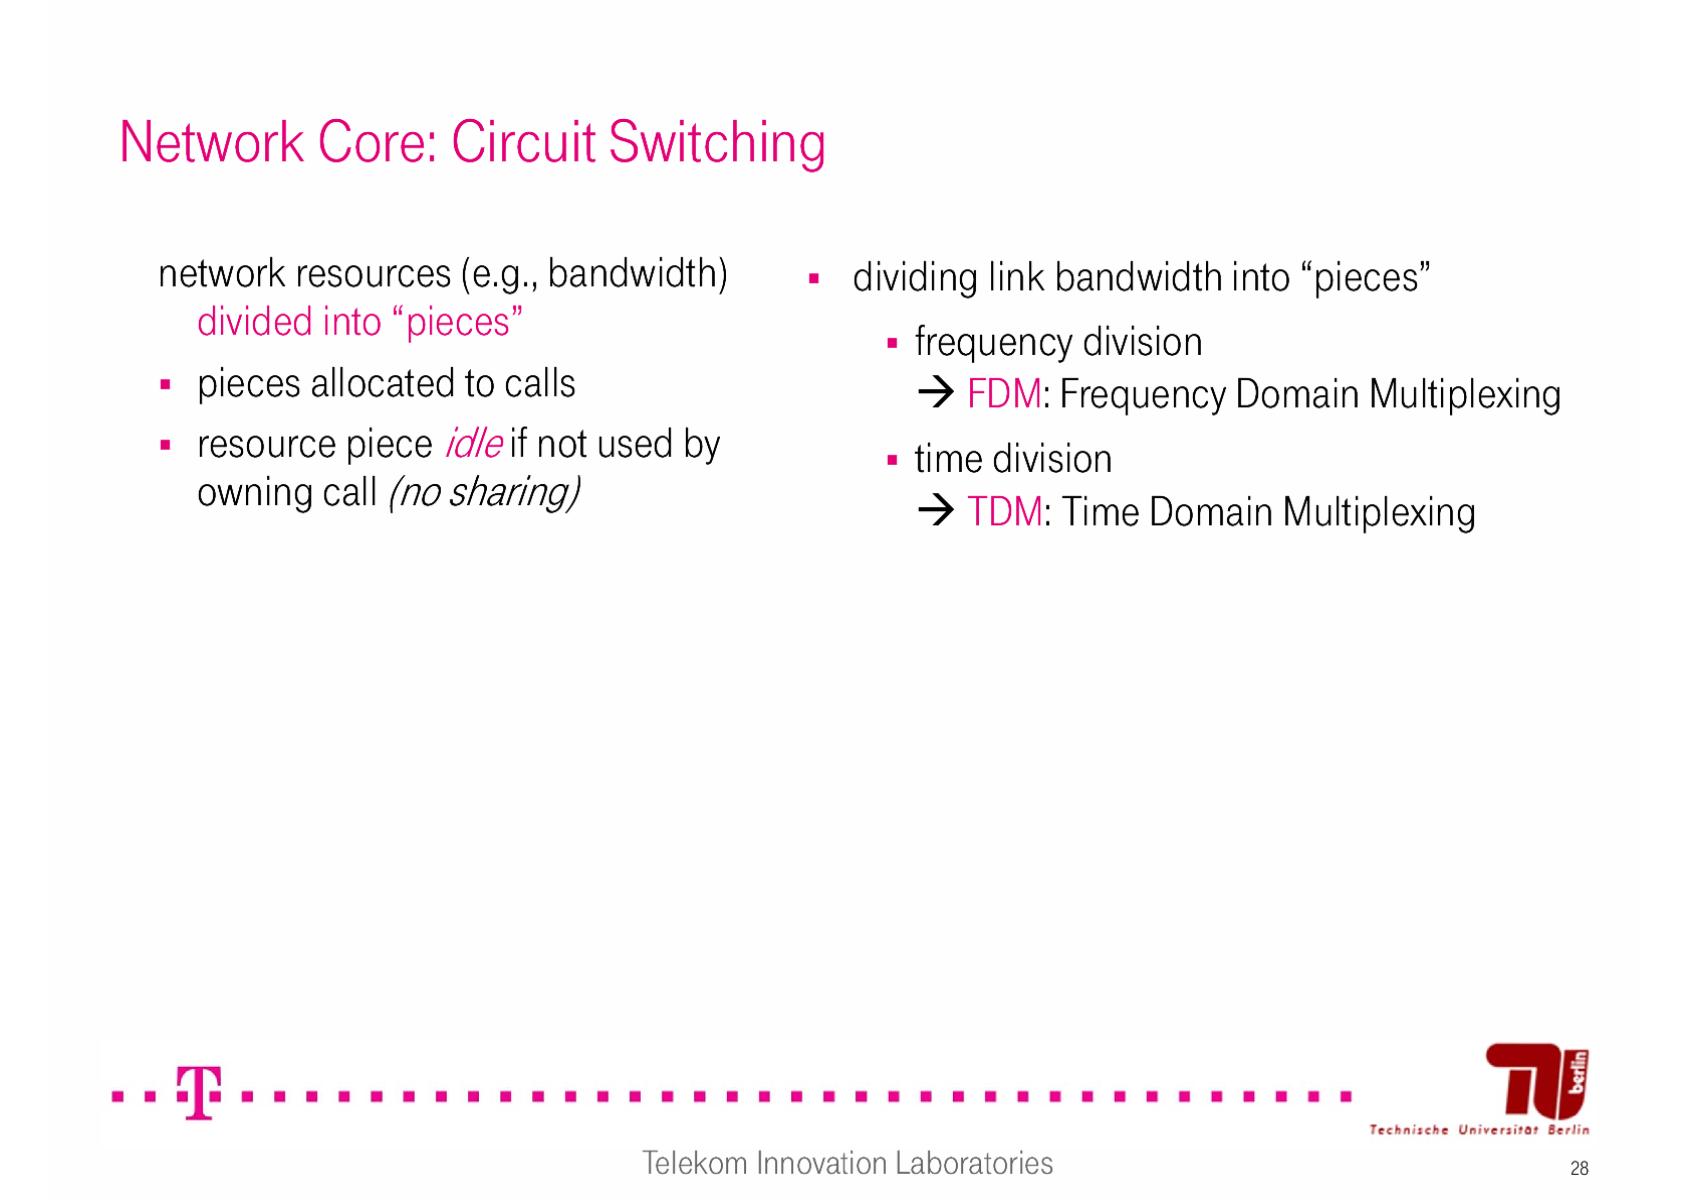 Network Core: Circuit Switching
network resources (e.g., bandwidth)
divided into “pieces”
▪ pieces allocated to calls
▪ resource piece idle if not used by
owning call (no sharing)
▪ dividing link bandwidth into “pieces”
▪ frequency division
→ FDM: Frequency Domain Multiplexing
▪ time division
→ TDM: Time Domain Multiplexing
T
berlin
Technische Universität Berlin
Telekom Innovation Laboratories
28